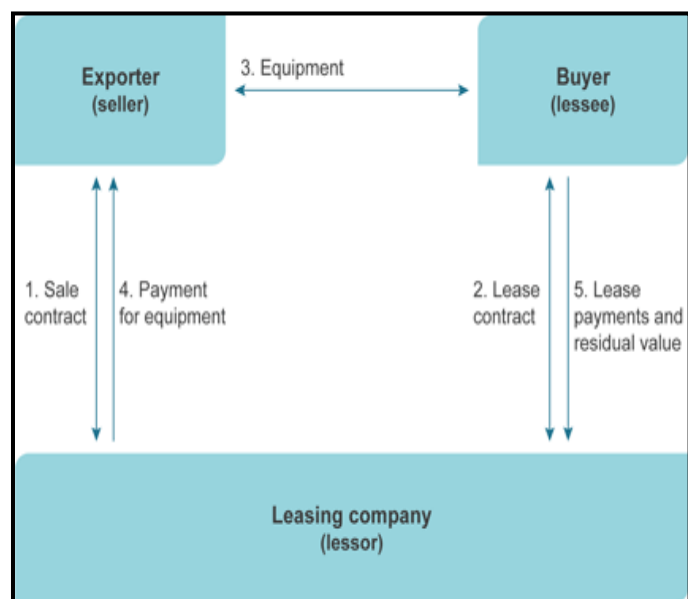 Exporter
(seller)
3. Equipment
Buyer
(lessee)
1. Sale
contract
4. Payment
for equipment
2. Lease
contract
5. Lease
payments and
residual value
Leasing company
(lessor)